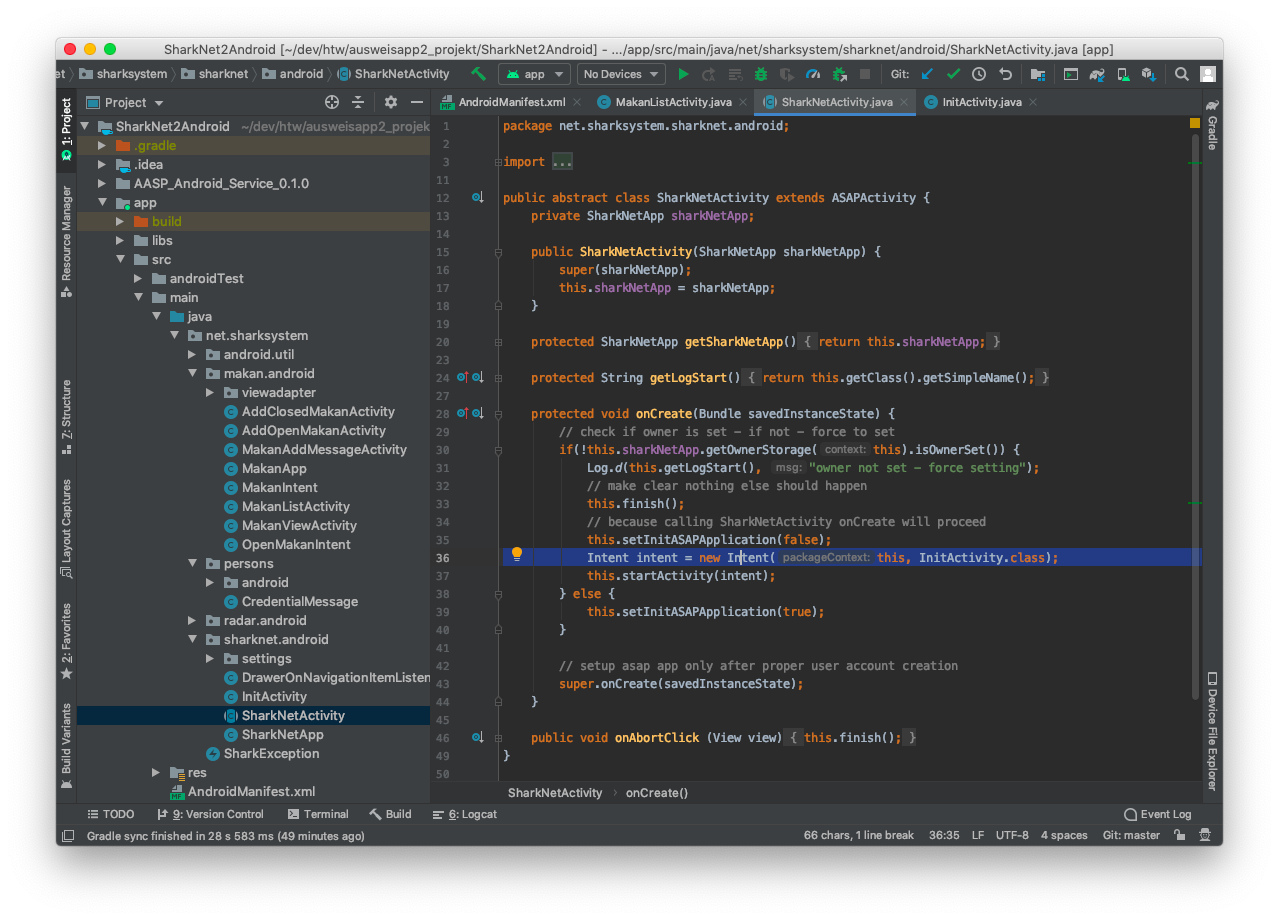 SharkNet2Android [~/dev/htw/ausweisapp2_projekt/SharkNet2Android] - .../app/src/main/java/net/sharksystem/sharknet/android/SharkNetActivity.java [app]
et sharksystem sharknet android SharkNetActivity app No Devices Git:
Project
AndroidManifest.xml MakanListActivity.java SharkNetActivity.java InitActivity.java
1: Project
Resource Manager
Z: Structure
Layout Captures
2: Favorites
Build Variants
SharkNet2Android ~/dev/htw/ausweisapp2_projek
.gradle
.idea
AASP_Android_Service_0.1.0
app
build
libs
src
androidTest
main
java
net.sharksystem
android.util
makan.android
viewadapter
AddClosedMakanActivity
AddOpenMakanActivity
MakanAddMessageActivity
MakanApp
MakanIntent
MakanListActivity
MakanViewActivity
OpenMakanIntent
persons
android
CredentialMessage
radar.android
sharknet.android
settings
DrawerOnNavigationItemListen
InitActivity
SharkNetActivity
SharkNetApp
SharkException
res
AndroidManifest.xml
1 package net.sharksystem.sharknet.android;
2
3 import ...
11
12 public abstract class SharkNetActivity extends ASAPActivity {
13 private SharkNetApp sharkNetApp;
14
15 public SharkNetActivity(SharkNetApp sharkNetApp) {
16 super(sharkNetApp);
17 this.sharkNetApp = sharkNetApp;
18 }
19
20 protected SharkNetApp getSharkNetApp() { return this.sharkNetApp; }
23
24 protected String getLogStart() { return this.getClass().getSimpleName(); }
27
28 protected void onCreate(Bundle savedInstanceState) {
29 // check if owner is set - if not - force to set
30 if(!this.sharkNetApp.getOwnerStorage( context: this).isOwnerSet()) {
31 Log.d(this.getLogStart(), msg: "owner not set - force setting");
32 // make clear nothing else should happen
33 this.finish();
34 // because calling SharkNetActivity onCreate will proceed
35 this.setInitASAPApplication(false);
36 Intent intent = new Intent( packageContext: this, InitActivity.class);
37 this.startActivity(intent);
38 } else {
39 this.setInitASAPApplication(true);
40 }
41
42 // setup asap app only after proper user account creation
43 super.onCreate(savedInstanceState);
44 }
45
46 public void onAbortClick (View view) { this.finish(); }
49 }
50
SharkNetActivity onCreate()
Gradle
Device File Explorer
TODO 9: Version Control Terminal Build 6: Logcat Event Log
Gradle sync finished in 28 s 583 ms (49 minutes ago) 66 chars, 1 line break 36:35 LF UTF-8 4 spaces Git: master